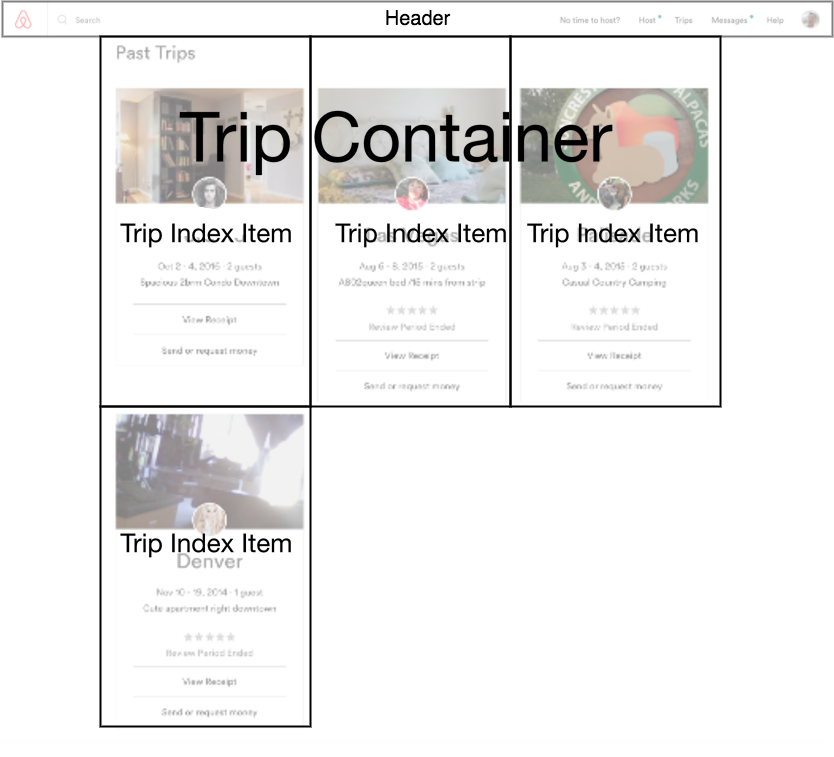 Search
Header
No time to host? Host Trips Messages Help
Past Trips
Trip Container
ALPACAS
Trip Index Item
Oct 2 - 4, 2016 · 2 guests
Spacious 2brm Condo Downtown
View Receipt
Send or request money
Trip Index Item
Las Vegas
Aug 6 - 8, 2015 · 2 guests
A802queen bed /15 mins from strip
Review Period Ended
View Receipt
Send or request money
Trip Index Item
Aug 3 - 4, 2015 · 2 guests
Casual Country Camping
Review Period Ended
View Receipt
Send or request money
Trip Index Item
Denver
Nov 10 - 19, 2014 · 1 guest
Cute apartment right downtown
Review Period Ended
View Receipt
Send or request money